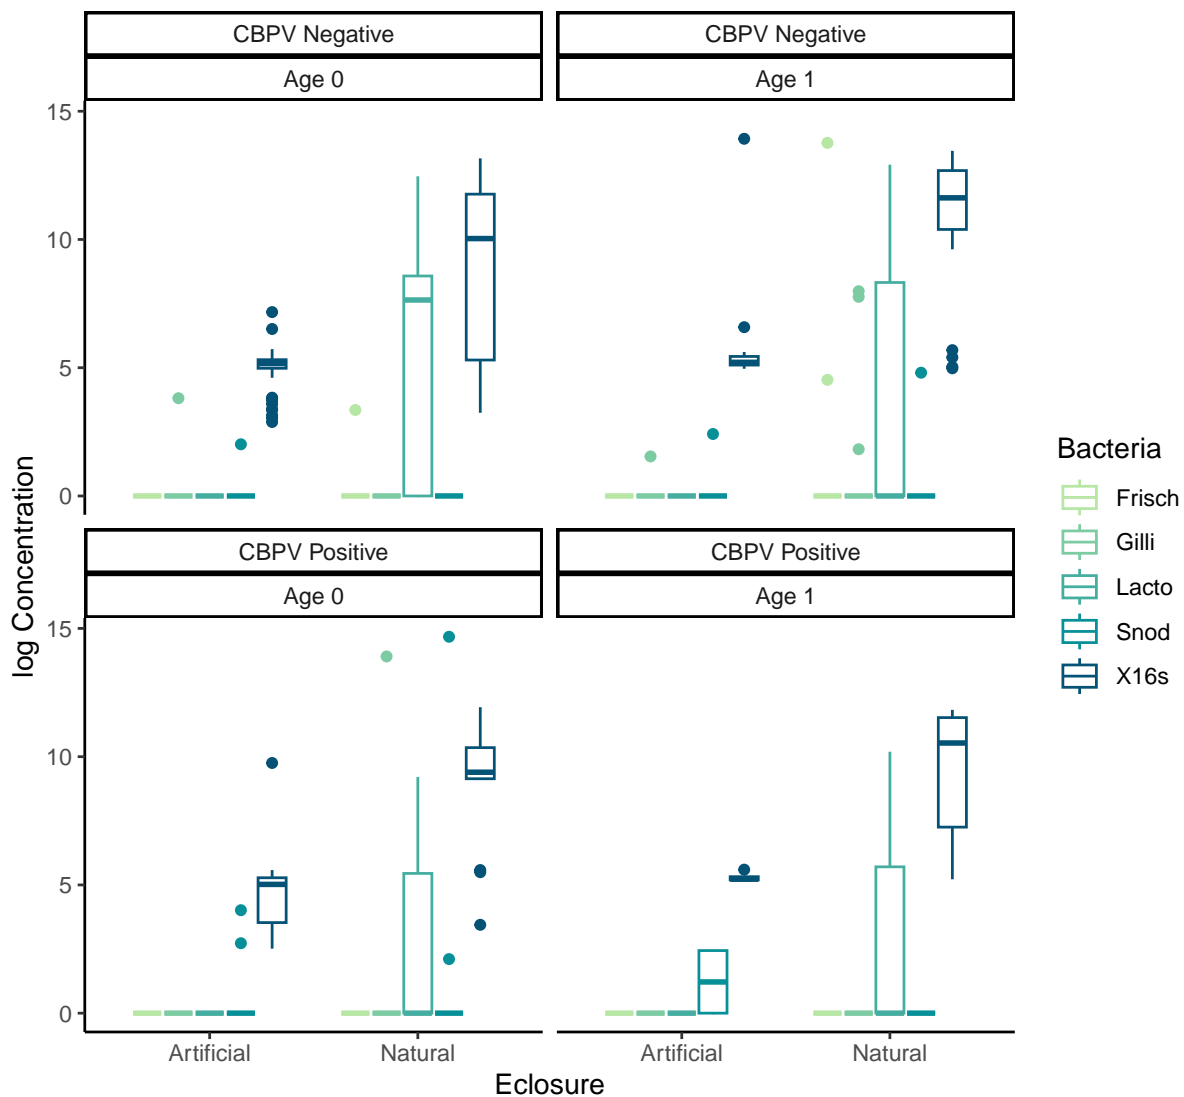 CBPV Negative
CBPV Negative
Age 0
Age 1
15
10
5
0
CBPV Positive
CBPV Positive
Age 0
Age 1
15
10
5
0
Artificial
Natural
Artificial
Natural
Eclosure
log Concentration
Bacteria
Frisch
Gilli
Lacto
Snod
X16s